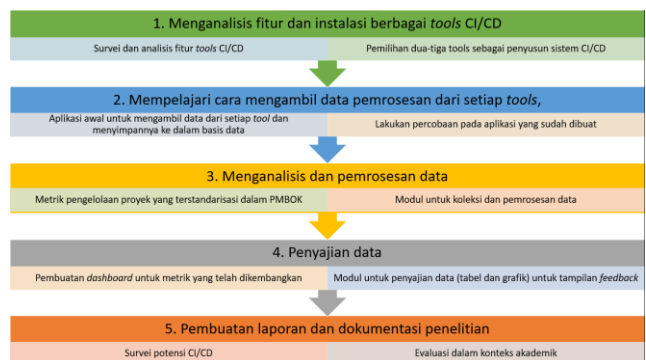 1. Menganalisis fitur dan instalasi berbagai tools CI/CD
Survei dan analisis fitur tools CI/CD
Pemilihan dua-tiga tools sebagai penyusun sistem CI/CD
2. Mempelajari cara mengambil data pemrosesan dari setiap tools,
Aplikasi awal untuk mengambil data dari setiap tool dan
menyimpannya ke dalam basis data
Lakukan percobaan pada aplikasi yang sudah dibuat
3. Menganalisis dan pemrosesan data
Metrik pengelolaan proyek yang terstandarisasi dalam PMBOK
Modul untuk koleksi dan pemrosesan data
4. Penyajian data
Pembuatan dashboard untuk metrik yang telah dikembangkan
Modul untuk penyajian data (tabel dan grafik) untuk tampilan feedback
5. Pembuatan laporan dan dokumentasi penelitian
Survei potensi CI/CD
Evaluasi dalam konteks akademik